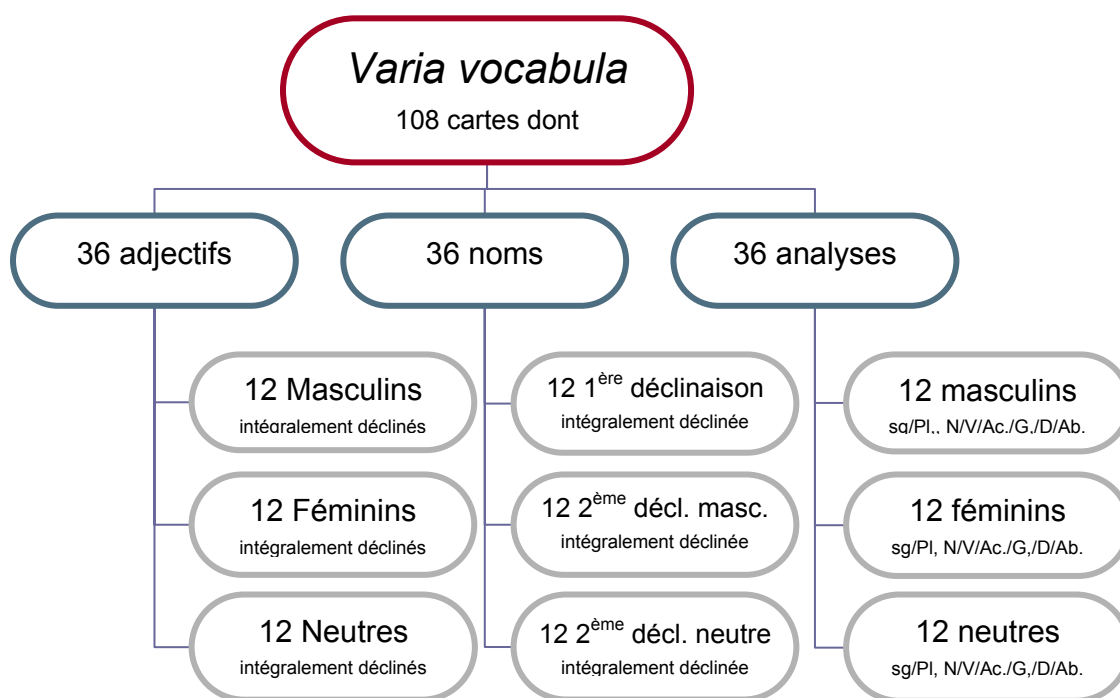 Varia vocabula
108 cartes dont
36 adjectifs
36 noms
36 analyses
12 Masculins
intégralement déclinés
12 1ère déclinaison
intégralement déclinée
12 masculins
sg/Pl,, N/V/Ac./G,/D/Ab.
12 Féminins
intégralement déclinés
12 2ème décl. masc.
intégralement déclinée
12 féminins
sg/Pl, N/V/Ac./G,/D/Ab.
12 Neutres
intégralement déclinés
12 2ème décl. neutre
intégralement déclinée
12 neutres
sg/Pl, N/V/Ac./G,/D/Ab.